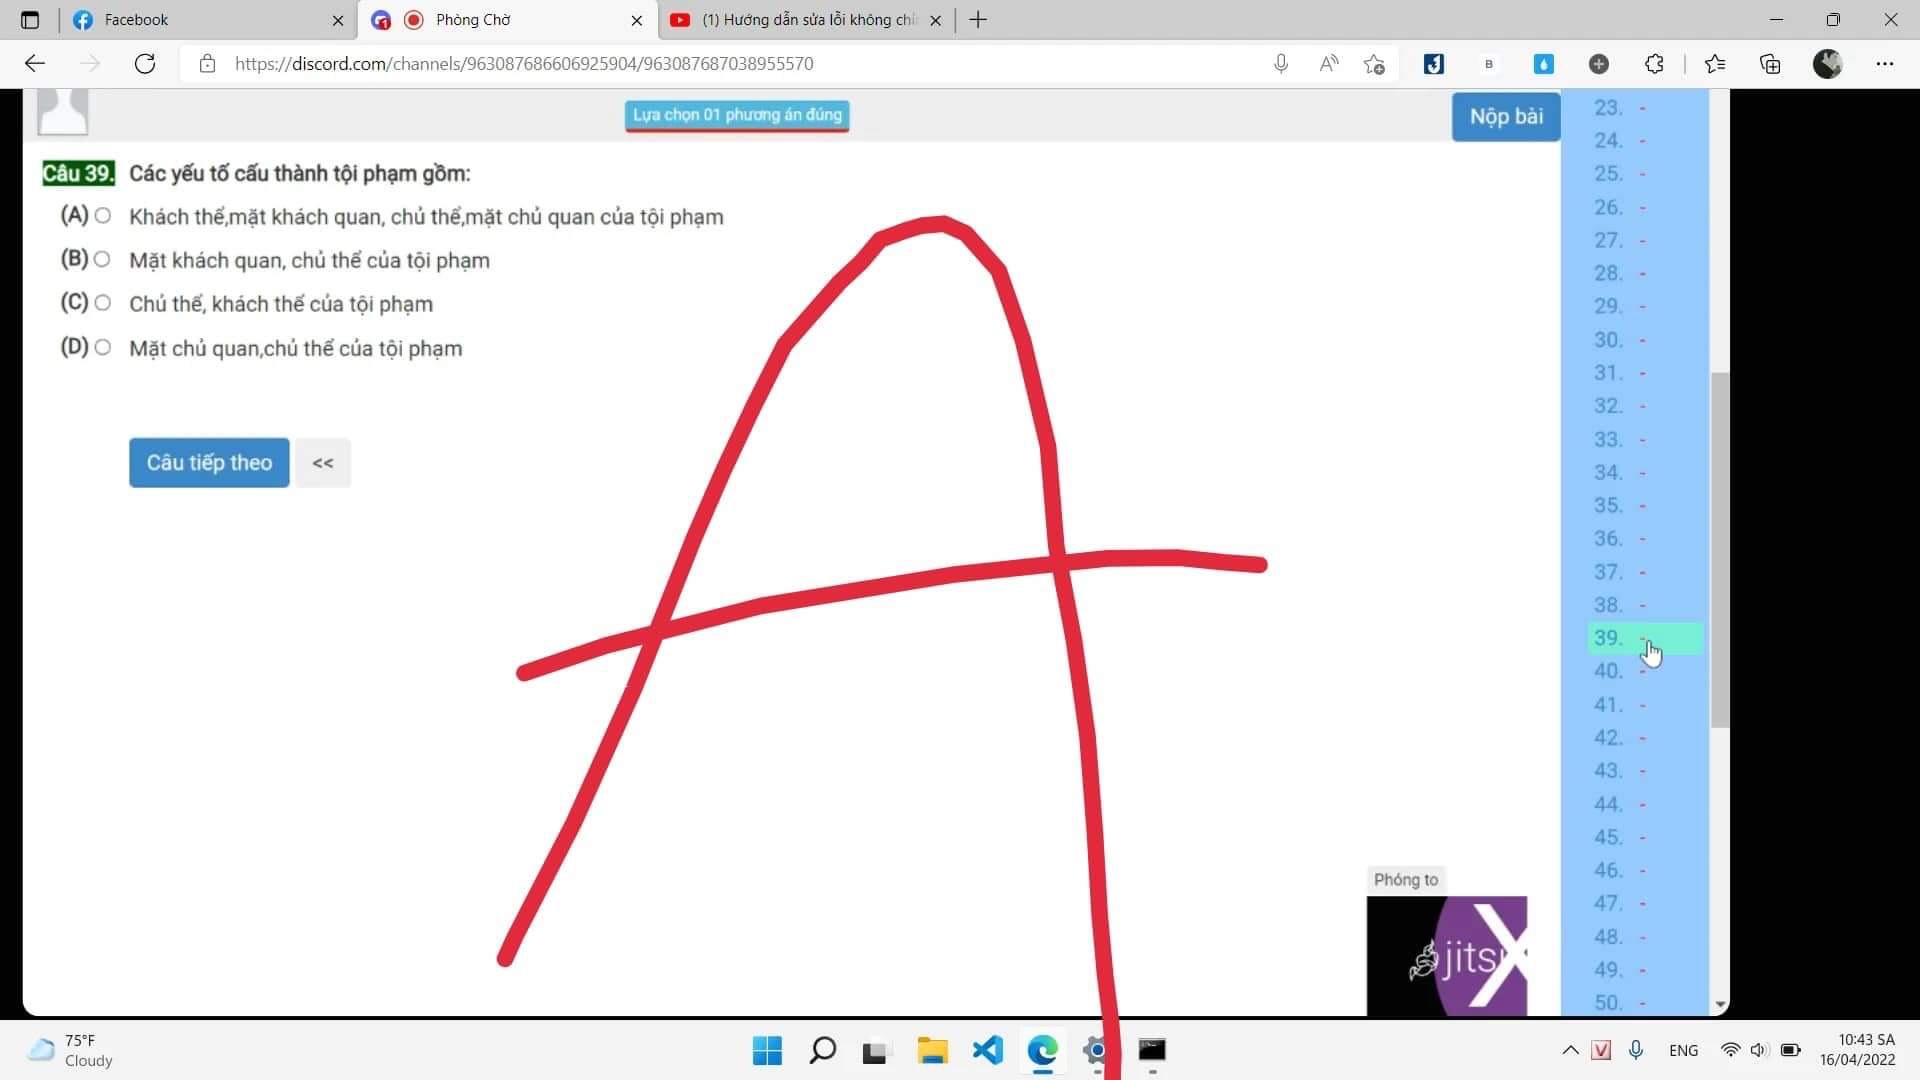 Facebook
Phòng Chờ
(1) Hướng dẫn sửa lỗi không chỉ
https://discord.com/channels/963087686606925904/963087687038955570
Lựa chọn 01 phương án đúng
Nộp bài
Câu 39. Các yếu tố cấu thành tội phạm gồm:
(A) Khách thể,mặt khách quan, chủ thể,mặt chủ quan của tội phạm
(B) Mặt khách quan, chủ thể của tội phạm
(C) Chủ thể, khách thể của tội phạm
(D) Mặt chủ quan,chủ thể của tội phạm
Câu tiếp theo <<
A
23. -
24. -
25. -
26. -
27. -
28. -
29. -
30. -
31. -
32. -
33. -
34. -
35. -
36. -
37. -
38. -
39. -
40. -
41. -
42. -
43. -
44. -
45. -
46. -
47. -
48. -
49. -
50. -
Phóng to
jitsi
75°F
Cloudy
ENG
10:43 SA
16/04/2022